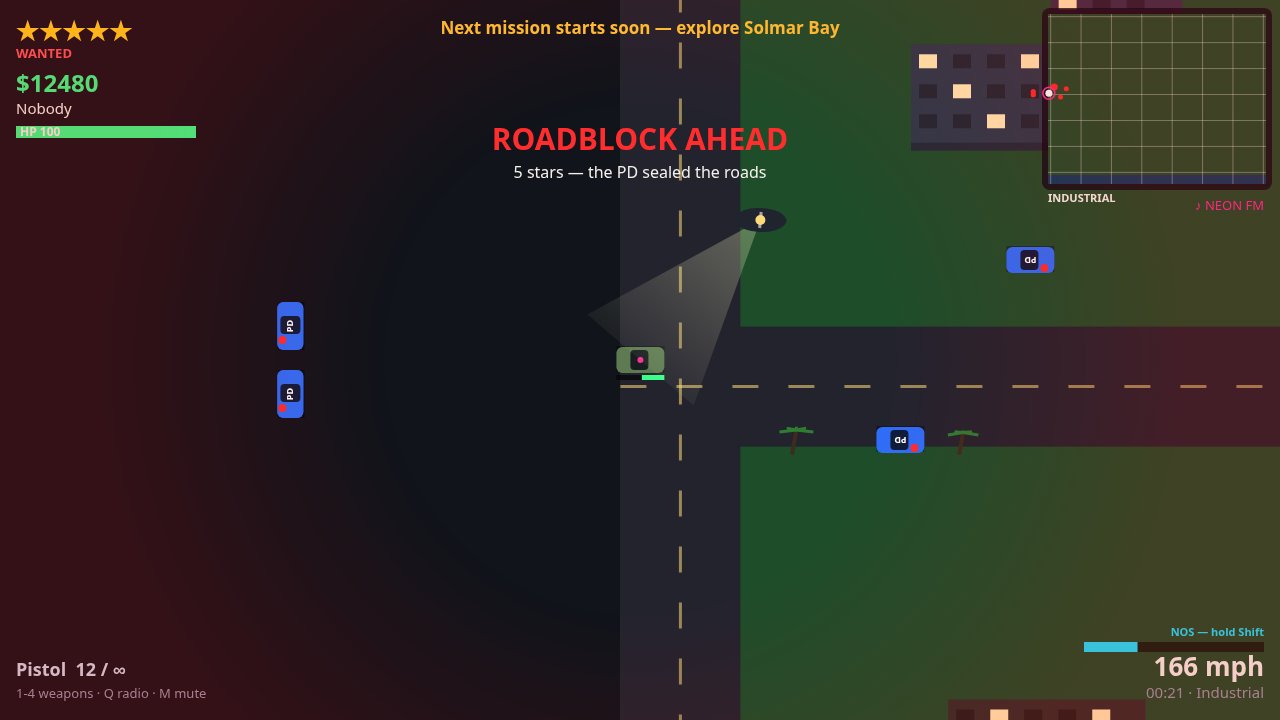 ★★★★★
WANTED
$12480
Nobody
HP 100
Next mission starts soon — explore Solmar Bay
ROADBLOCK AHEAD
5 stars — the PD sealed the roads
INDUSTRIAL
♪ NEON FM
PD
PD
PD
PD
Pistol 12 / ∞
1-4 weapons · Q radio · M mute
NOS — hold Shift
166 mph
00:21 · Industrial